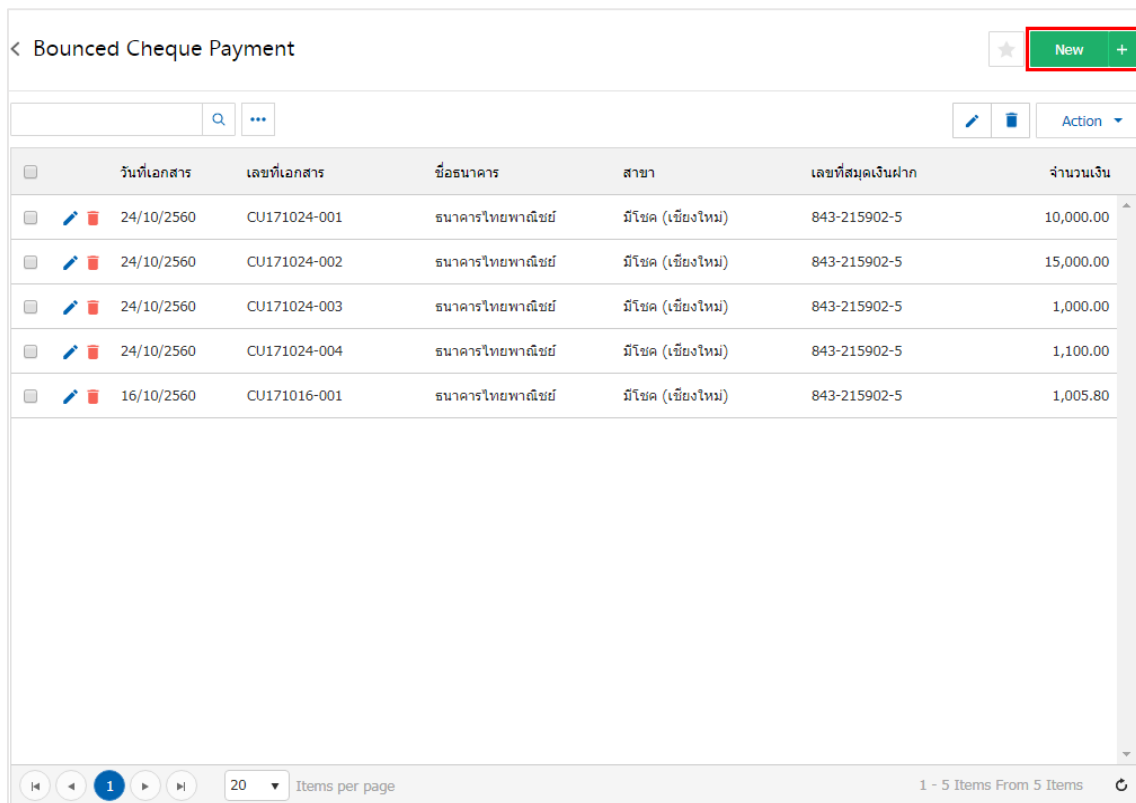 Bounced Cheque Payment New +
Action
วันที่เอกสาร เลขที่เอกสาร ชื่อธนาคาร สาขา เลขที่สมุดเงินฝาก จำนวนเงิน
24/10/2560 CU171024-001 ธนาคารไทยพาณิชย์ มีโชค (เชียงใหม่) 843-215902-5 10,000.00
24/10/2560 CU171024-002 ธนาคารไทยพาณิชย์ มีโชค (เชียงใหม่) 843-215902-5 15,000.00
24/10/2560 CU171024-003 ธนาคารไทยพาณิชย์ มีโชค (เชียงใหม่) 843-215902-5 1,000.00
24/10/2560 CU171024-004 ธนาคารไทยพาณิชย์ มีโชค (เชียงใหม่) 843-215902-5 1,100.00
16/10/2560 CU171016-001 ธนาคารไทยพาณิชย์ มีโชค (เชียงใหม่) 843-215902-5 1,005.80
1 20 Items per page 1 - 5 Items From 5 Items